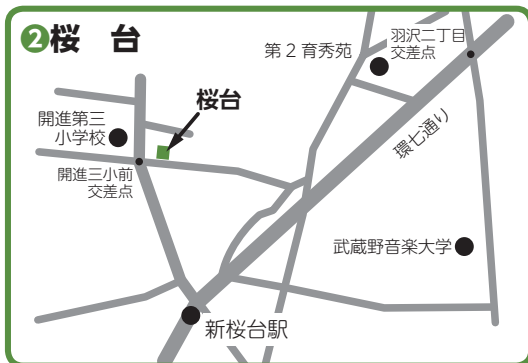 ❷桜 台
羽沢二丁目
交差点
第2育秀苑
桜台
開進第三
小学校
環七通り
開進三小前
交差点
武蔵野音楽大学
新桜台駅